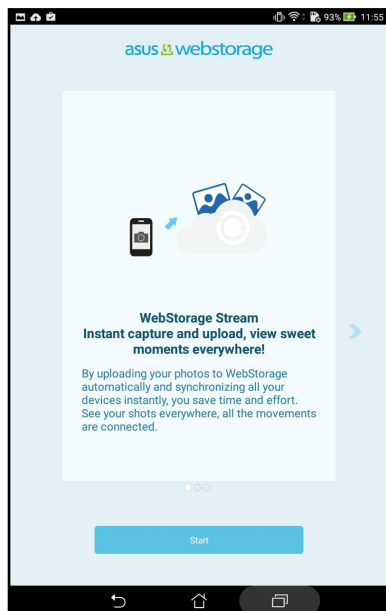 93% 11:55
asus webstorage
WebStorage Stream
Instant capture and upload, view sweet
moments everywhere!
By uploading your photos to WebStorage
automatically and synchronizing all your
devices instantly, you save time and effort.
See your shots everywhere, all the movements
are connected.
Start